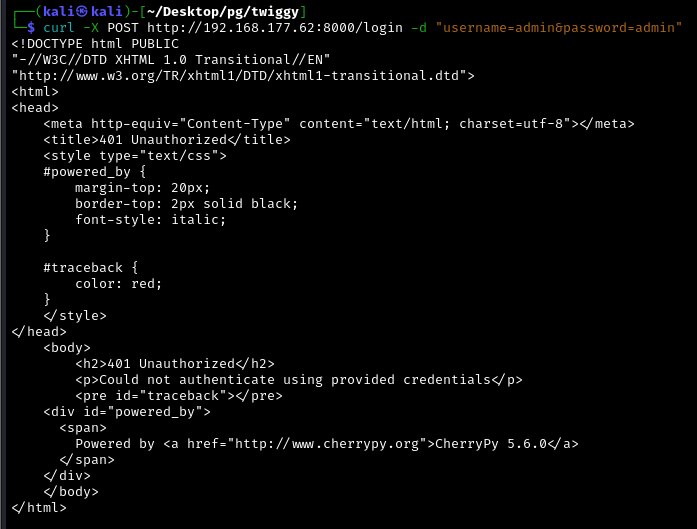 ┌──(kali㉿kali)-[~/Desktop/pg/twiggy]
└─$ curl -X POST http://192.168.177.62:8000/login -d "username=admin&password=admin"
<!DOCTYPE html PUBLIC
"-//W3C//DTD XHTML 1.0 Transitional//EN"
"http://www.w3.org/TR/xhtml1/DTD/xhtml1-transitional.dtd">
<html>
<head>
    <meta http-equiv="Content-Type" content="text/html; charset=utf-8"></meta>
    <title>401 Unauthorized</title>
    <style type="text/css">
    #powered_by {
        margin-top: 20px;
        border-top: 2px solid black;
        font-style: italic;
    }

    #traceback {
        color: red;
    }
    </style>
</head>
    <body>
        <h2>401 Unauthorized</h2>
        <p>Could not authenticate using provided credentials</p>
        <pre id="traceback"></pre>
    <div id="powered_by">
      <span>
        Powered by <a href="http://www.cherrypy.org">CherryPy 5.6.0</a>
      </span>
    </div>
    </body>
</html>